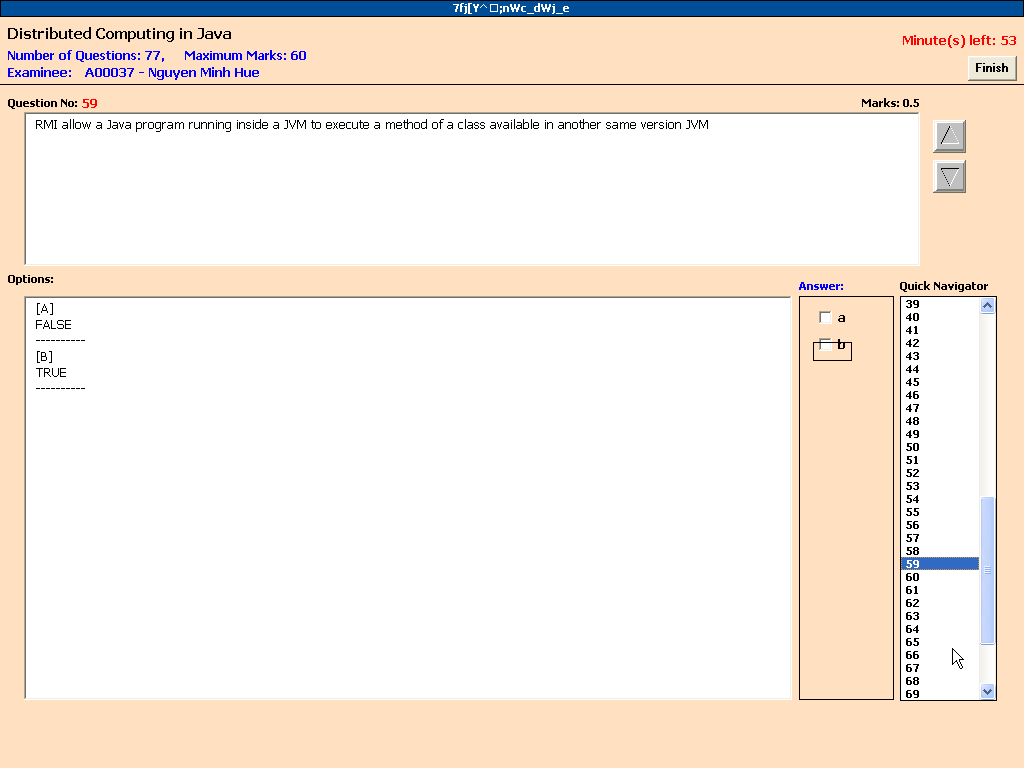 7fj[Y^ □;nWc_dWj_e
Distributed Computing in Java
Number of Questions: 77, Maximum Marks: 60
Minute(s) left: 53
Examinee: A00037 - Nguyen Minh Hue
Finish
Question No: 59
Marks: 0.5
RMI allow a Java program running inside a JVM to execute a method of a class available in another same version JVM
Options:
Answer:
Quick Navigator
[A]
FALSE
----------
[B]
TRUE
----------
a
b
39
40
41
42
43
44
45
46
47
48
49
50
51
52
53
54
55
56
57
58
59
60
61
62
63
64
65
66
67
68
69